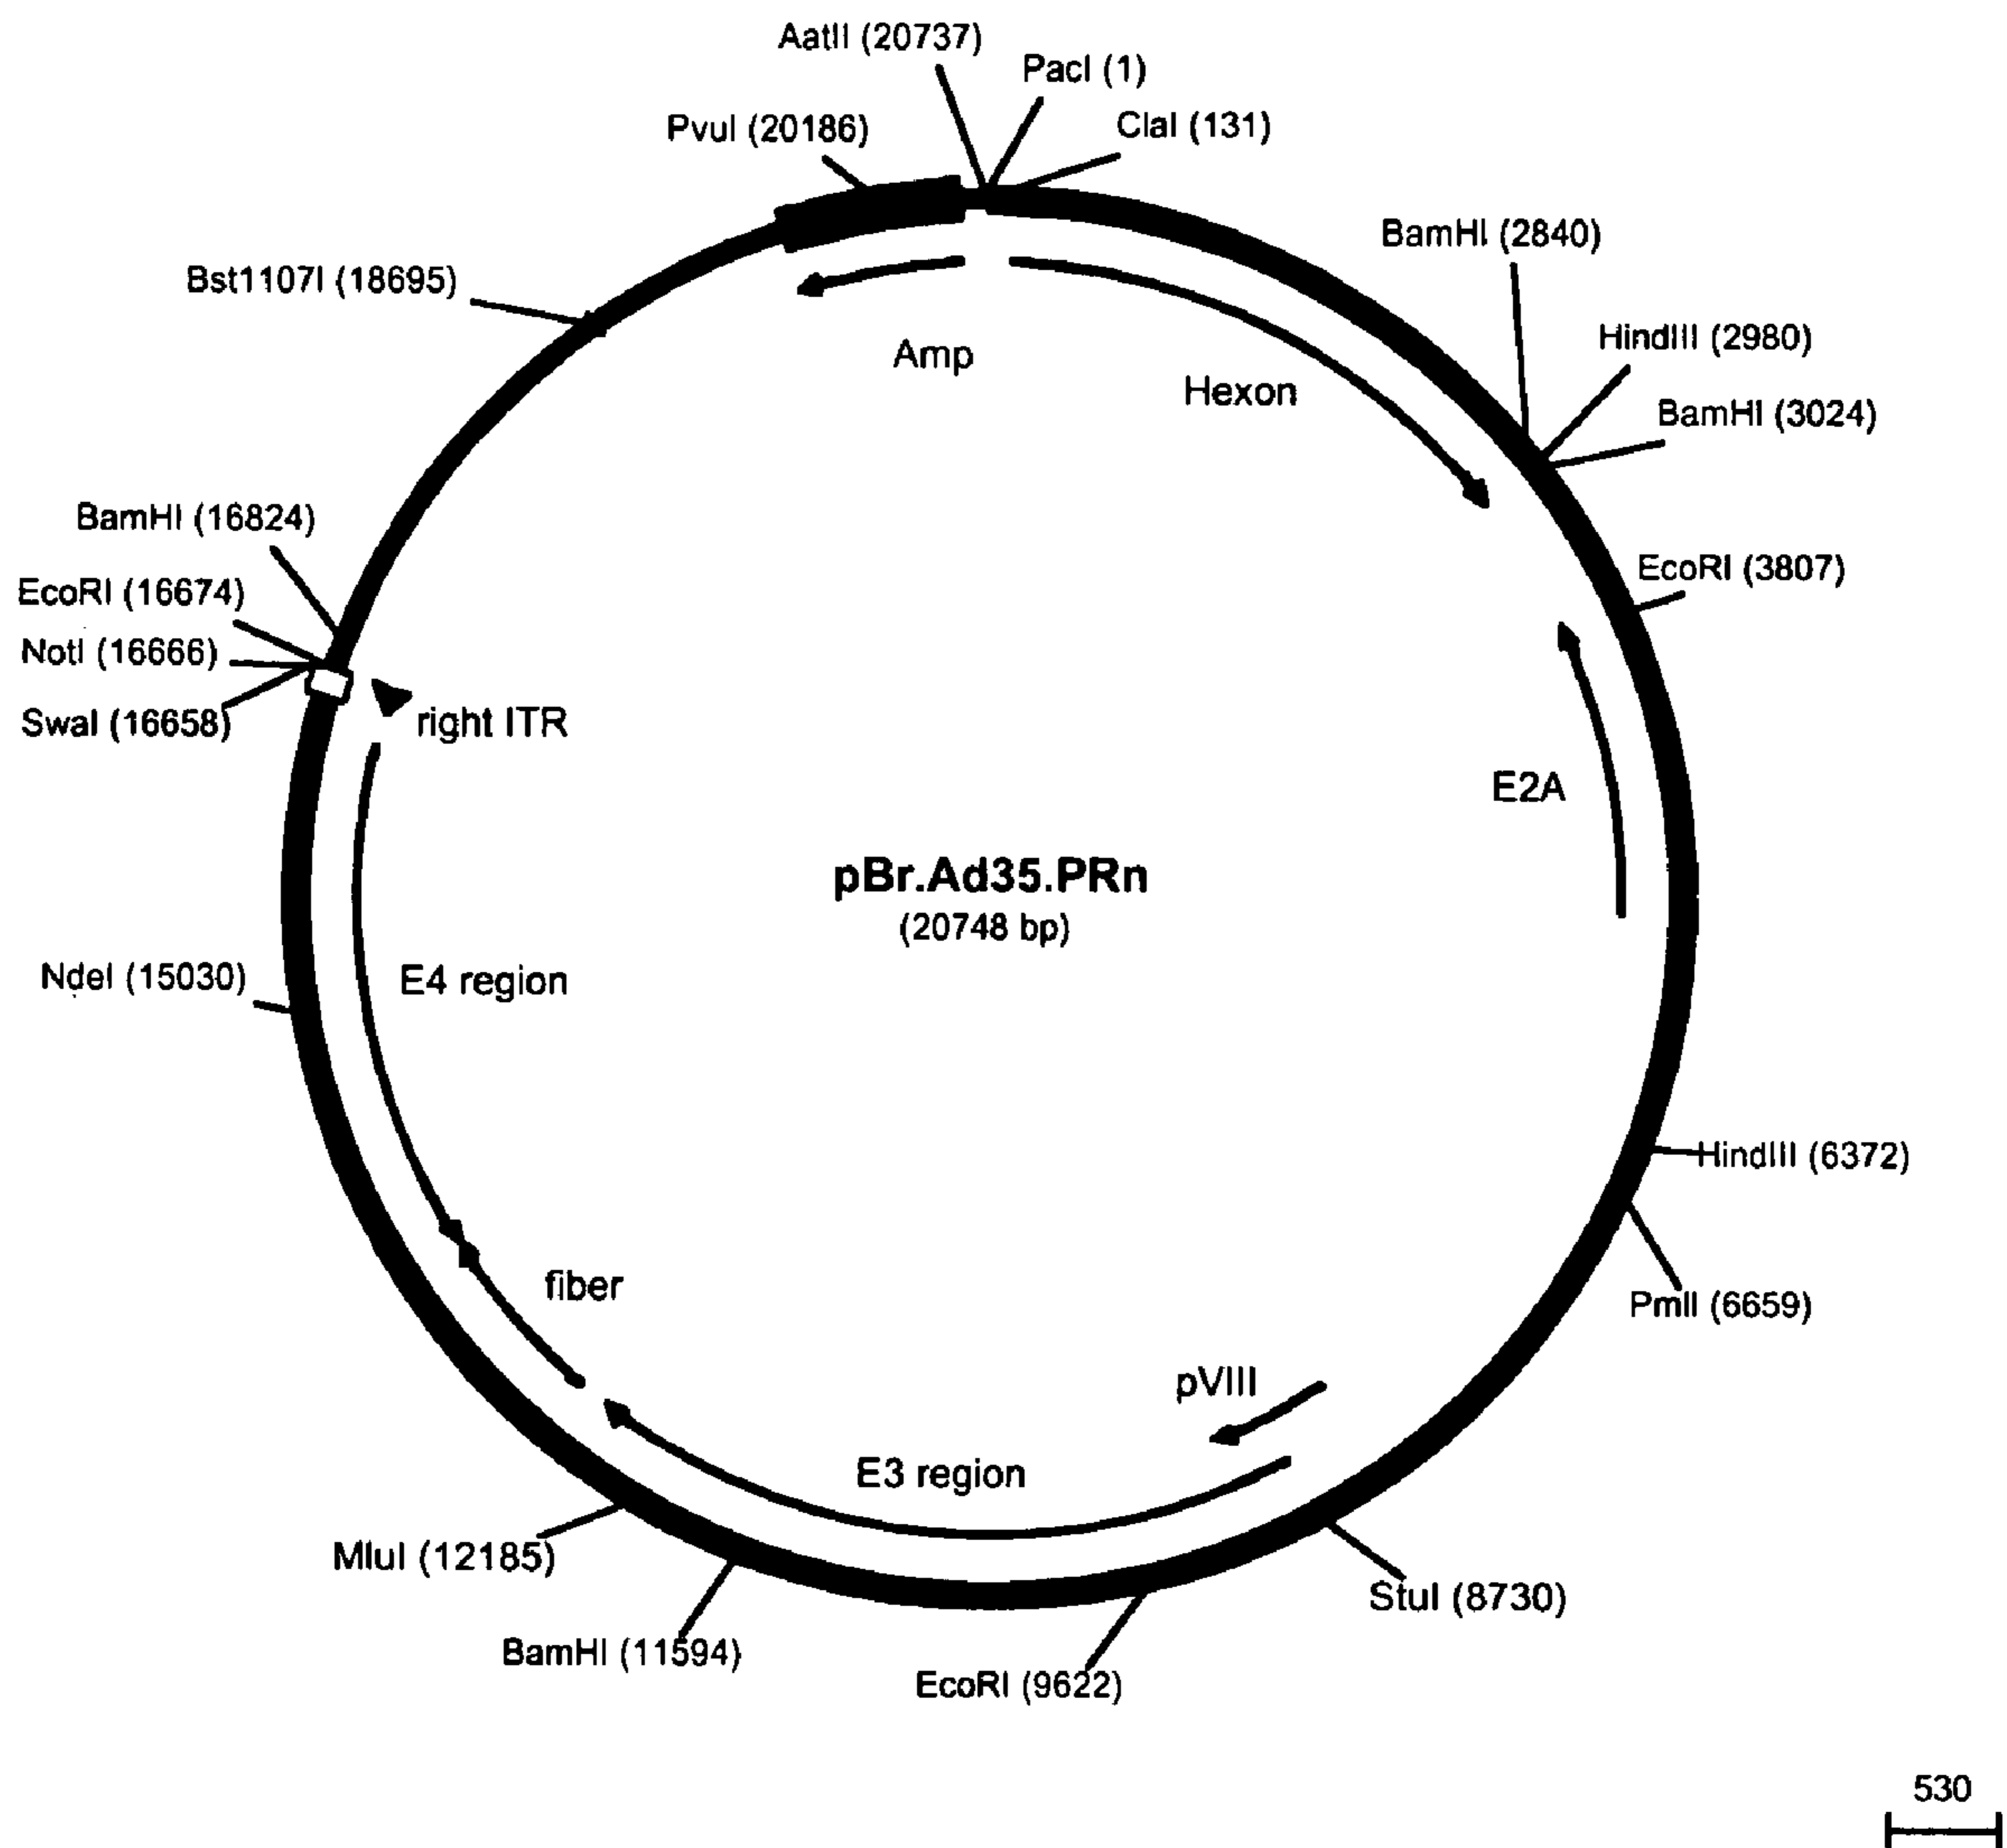 AatII (20737)
PacI (1)
PvuI (20186)
ClaI (131)
BamHI (2840)
Bst1107I (18695)
HindIII (2980)
Amp
Hexon
BamHI (3024)
BamHI (16824)
EcoRI (3807)
EcoRI (16674)
NotI (16666)
SwaI (16658)
right ITR
E2A
pBr.Ad35.PRn
(20748 bp)
NdeI (15030)
E4 region
HindIII (6372)
fiber
PmlI (6659)
pVIII
E3 region
MluI (12185)
StuI (8730)
BamHI (11594)
EcoRI (9622)
530